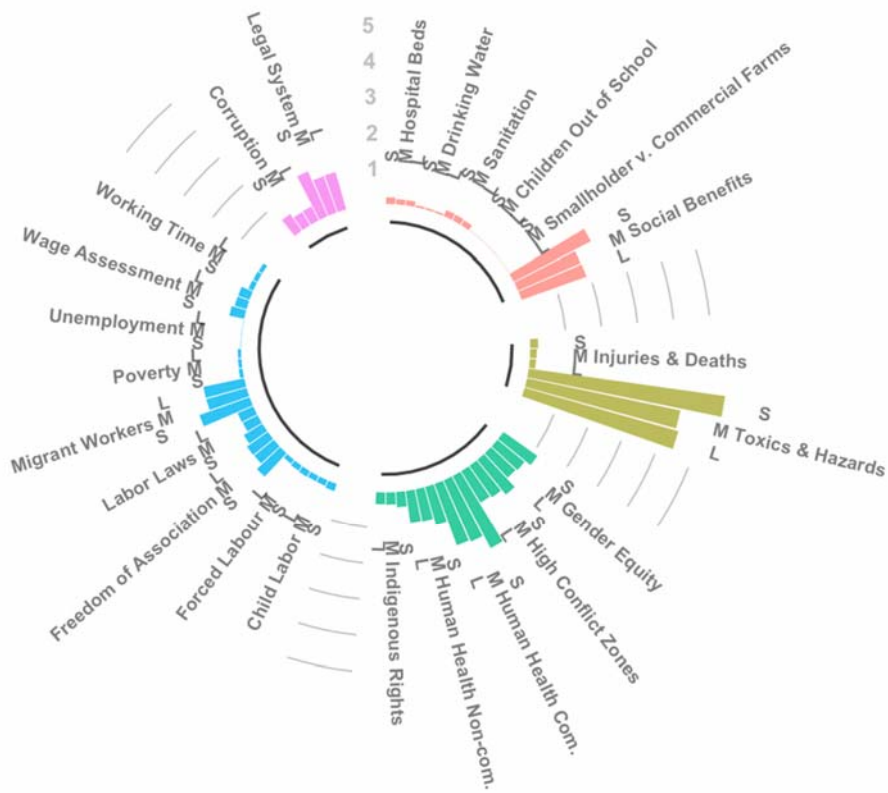 5
4
3
2
1
S
M Hospital Beds
L
S
M Drinking Water
L
S
M Sanitation
L
S
M Children Out of School
L
S
M Smallholder v. Commercial Farms
L
S
M Social Benefits
L
S
M Injuries & Deaths
L
S
M Toxics & Hazards
L
S
M Gender Equity
L
S
M High Conflict Zones
L
S
M Human Health Com.
L
S
M Human Health Non-com.
L
S
M Indigenous Rights
L
S
Child Labor M
L
S
Forced Labour M
L
S
Freedom of Association M
L
S
Labor Laws M
L
S
Migrant Workers M
L
S
Poverty M
L
S
Unemployment M
L
S
Wage Assessment M
L
S
Working Time M
L
S
Corruption M
L
S
Legal System M
L